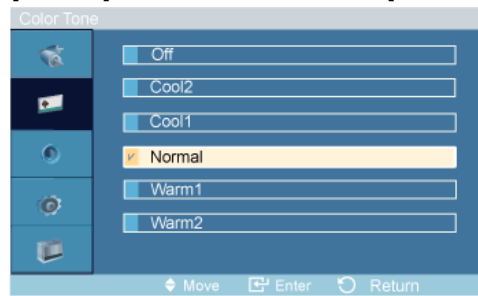 Color Tone
Off
Cool2
Cool1
Normal
Warm1
Warm2
Move Enter Return